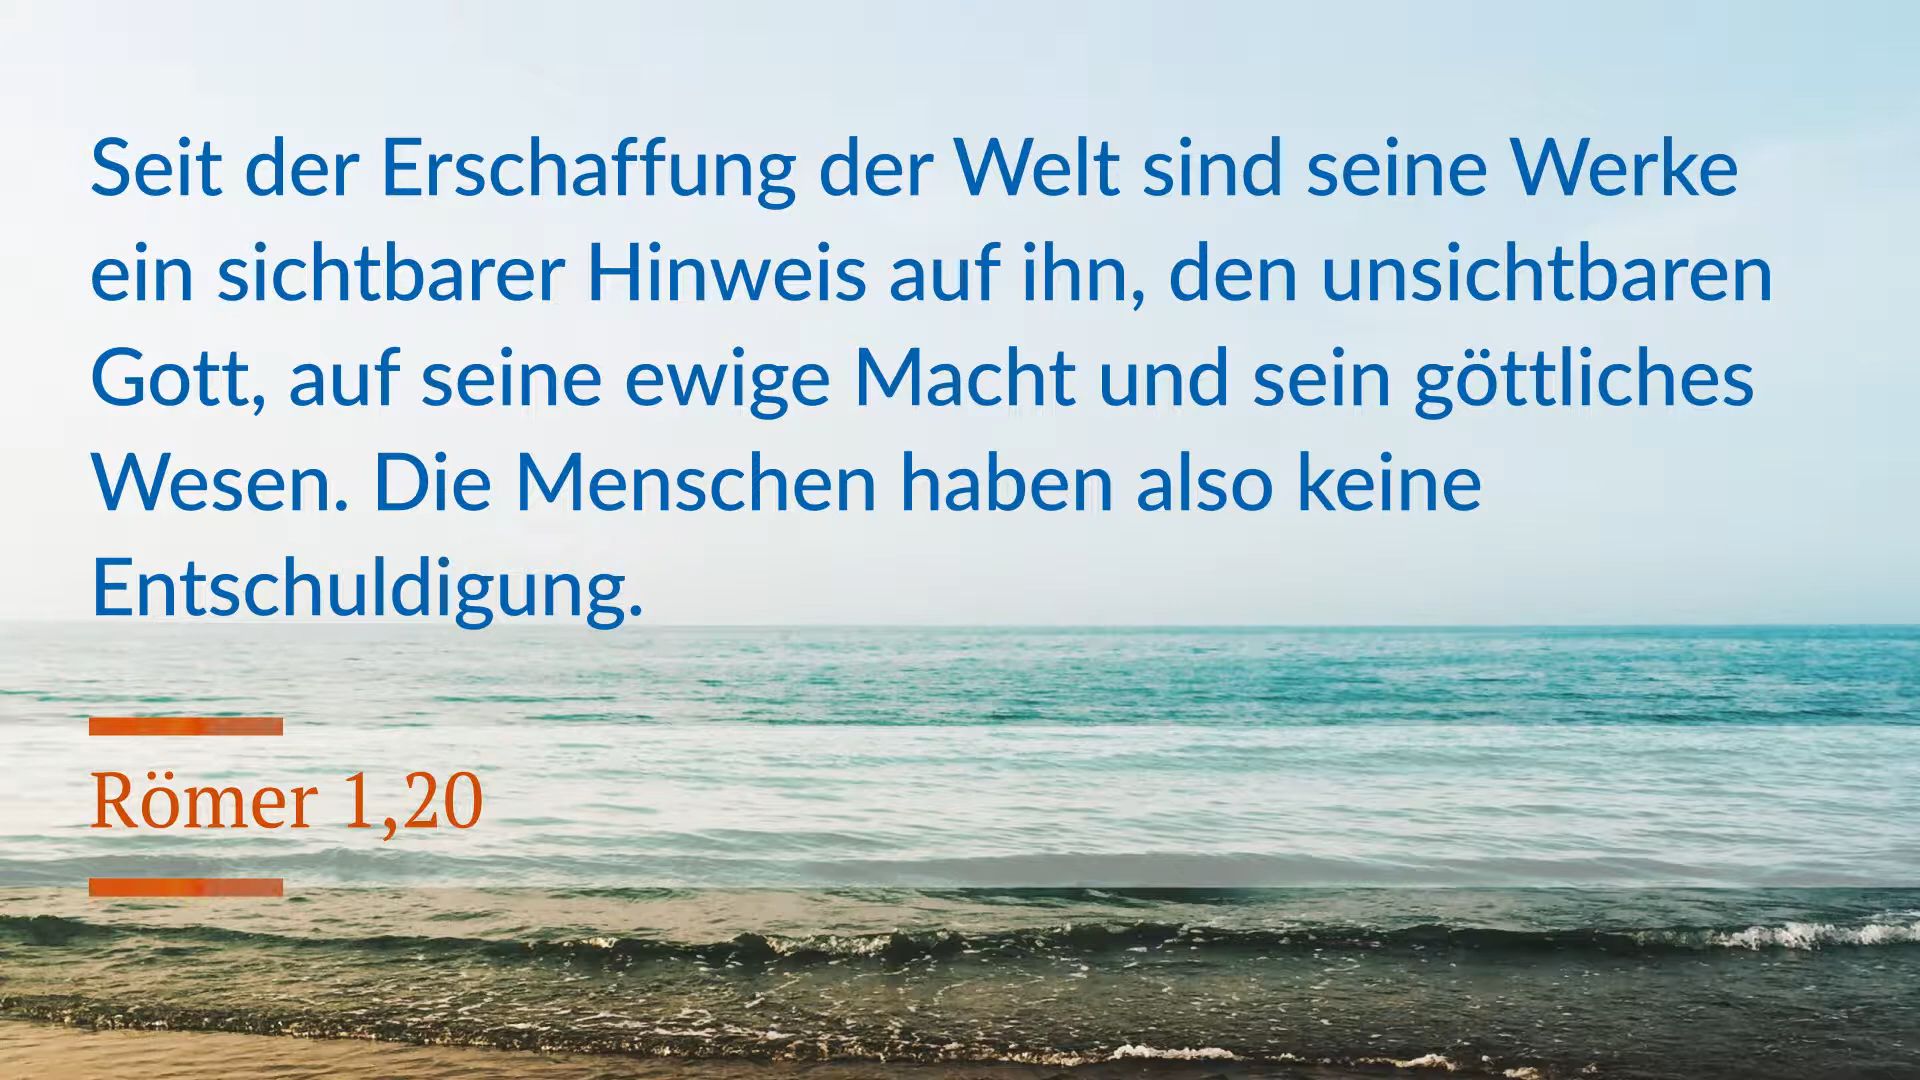 Seit der Erschaffung der Welt sind seine Werke
ein sichtbarer Hinweis auf ihn, den unsichtbaren
Gott, auf seine ewige Macht und sein göttliches
Wesen. Die Menschen haben also keine
Entschuldigung.
Römer 1,20